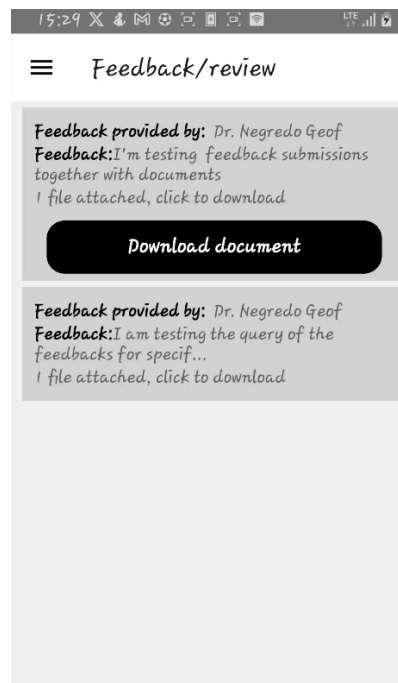 15:29
LTE
Feedback/review
Feedback provided by: Dr. Negredo Geof
Feedback:I'm testing feedback submissions
together with documents
1 file attached, click to download
Download document
Feedback provided by: Dr. Negredo Geof
Feedback:I am testing the query of the
feedbacks for specif...
1 file attached, click to download